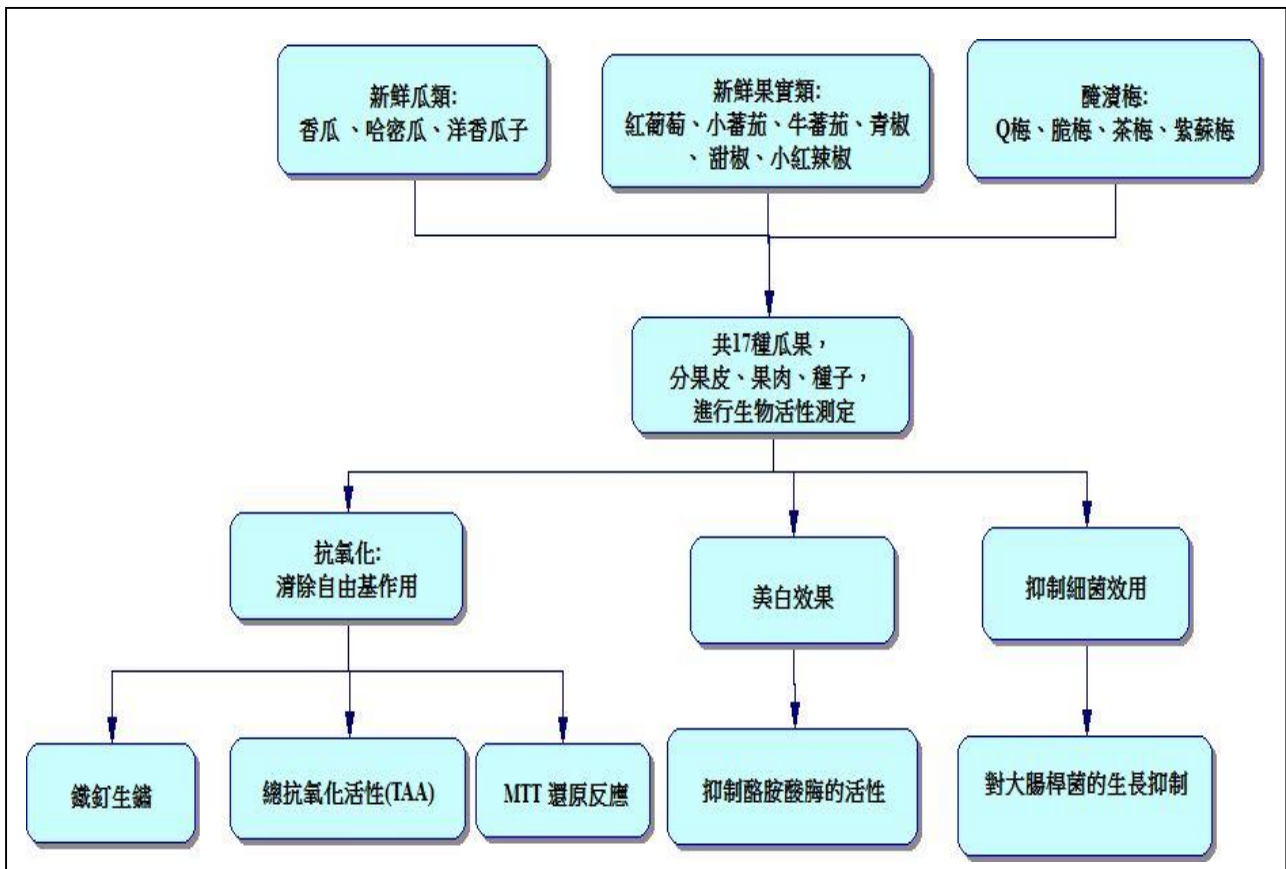 新鮮瓜類:
香瓜 、哈密瓜、洋香瓜子
新鮮果實類:
紅葡萄、小蕃茄、牛蕃茄、青椒
、 甜椒、小紅辣椒
醃漬梅:
Q梅、脆梅、茶梅、紫蘇梅
共17種瓜果，
分果皮、果肉、種子，
進行生物活性測定
抗氧化:
清除自由基作用
美白效果
抑制細菌效用
鐵釘生鏽
總抗氧化活性(TAA)
MTT 還原反應
抑制酪胺酸酶的活性
對大腸桿菌的生長抑制